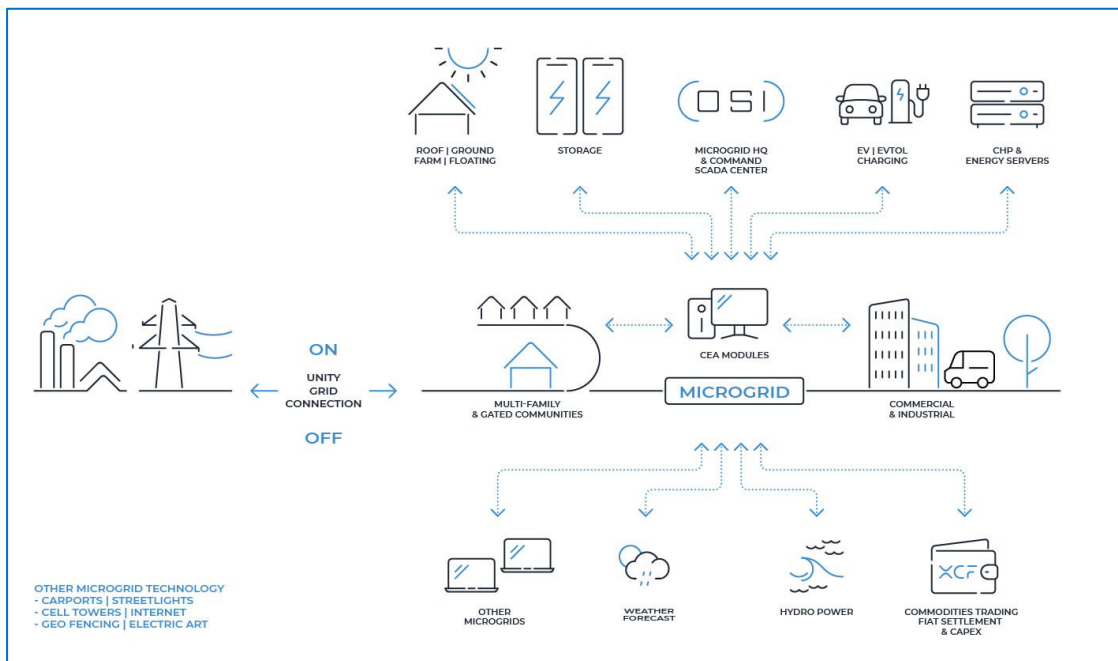 OSI
ROOF | GROUND
FARM | FLOATING
STORAGE
MICROGRID HQ
& COMMAND
SCADA CENTER
EV | EVTOL
CHARGING
CHP &
ENERGY SERVERS
ON
UNITY
GRID
CONNECTION
OFF
MULTI-FAMILY
& GATED COMMUNITIES
CEA MODULES
MICROGRID
COMMERCIAL
& INDUSTRIAL
OTHER MICROGRID TECHNOLOGY
- CARPORTS | STREETLIGHTS
- CELL TOWERS | INTERNET
- GEO FENCING | ELECTRIC ART
OTHER
MICROGRIDS
WEATHER
FORECAST
HYDRO POWER
XCF
COMMODITIES TRADING
FIAT SETTLEMENT
& CAPEX